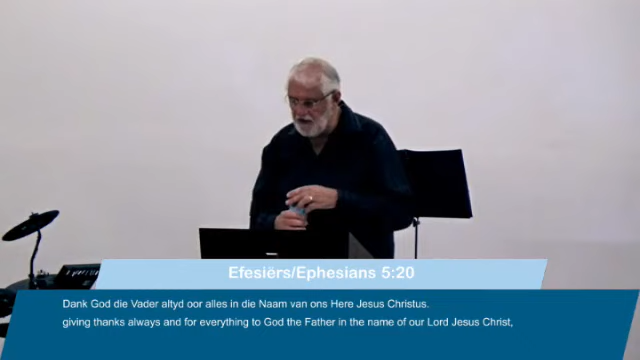 Efesiërs/Ephesians 5:20
Dank God die Vader altyd oor alles in die Naam van ons Here Jesus Christus.
giving thanks always and for everything to God the Father in the name of our Lord Jesus Christ,